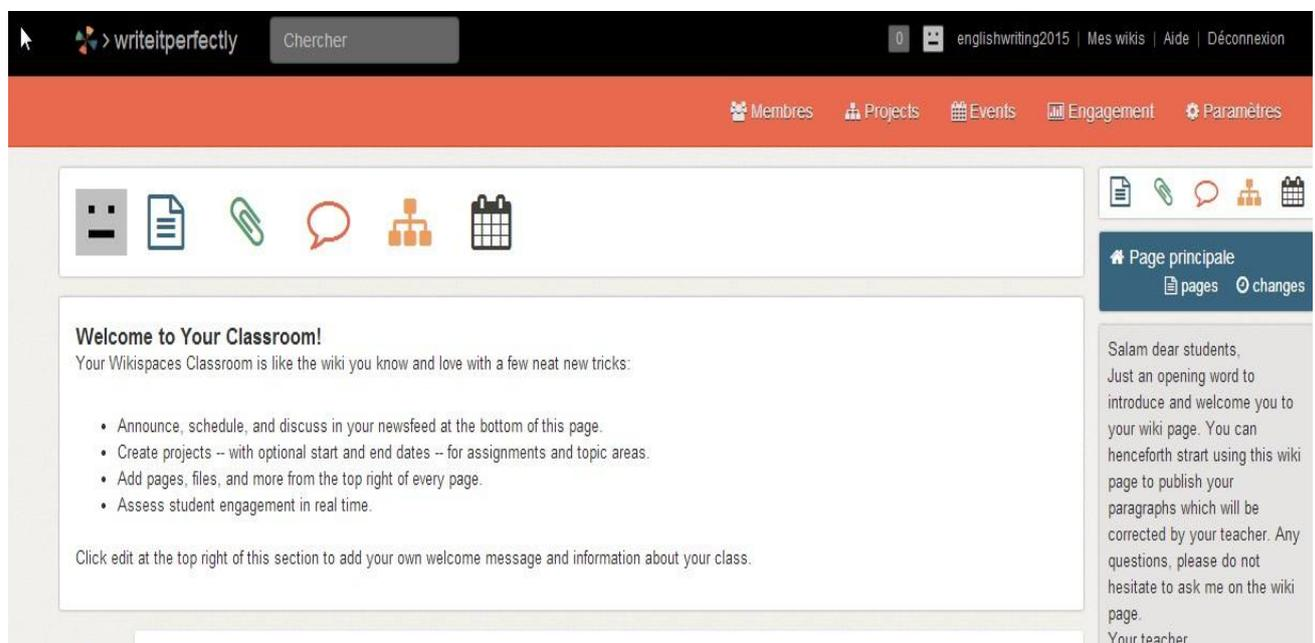 writeitperfectly
Chercher
0
englishwriting2015 | Mes wikis | Aide | Déconnexion
Membres
Projects
Events
Engagement
Paramètres
Welcome to Your Classroom!
Your Wikispaces Classroom is like the wiki you know and love with a few neat new tricks:
• Announce, schedule, and discuss in your newsfeed at the bottom of this page.
• Create projects -- with optional start and end dates -- for assignments and topic areas.
• Add pages, files, and more from the top right of every page.
• Assess student engagement in real time.
Click edit at the top right of this section to add your own welcome message and information about your class.
Page principale
pages
changes
Salam dear students,
Just an opening word to
introduce and welcome you to
your wiki page. You can
henceforth strart using this wiki
page to publish your
paragraphs which will be
corrected by your teacher. Any
questions, please do not
hesitate to ask me on the wiki
page.
Your teacher